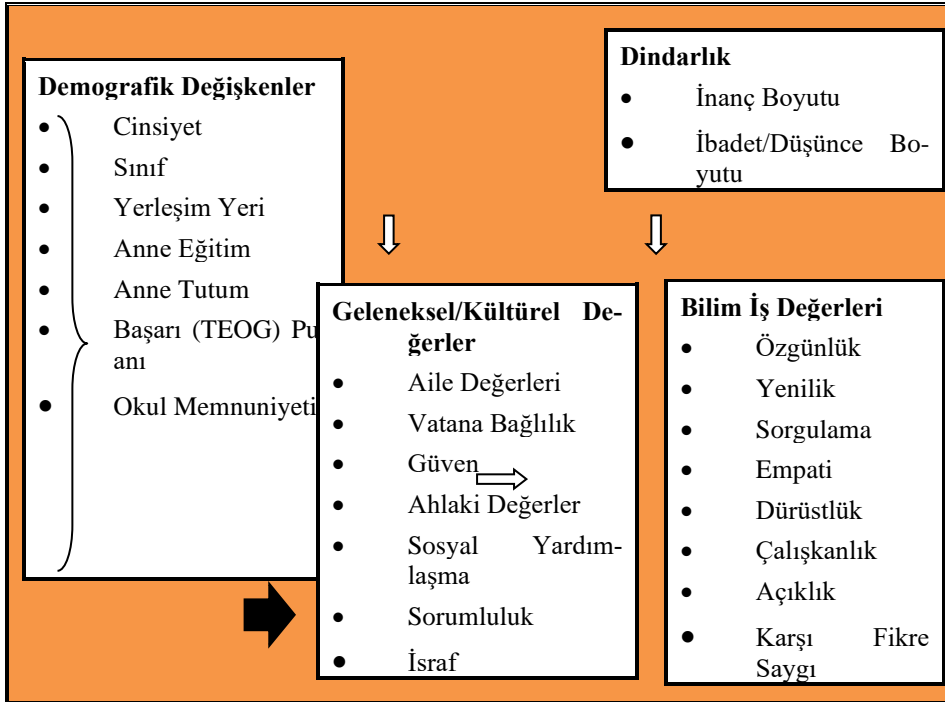 Demografik Değişkenler
• Cinsiyet
• Sınıf
• Yerleşim Yeri
• Anne Eğitim
• Anne Tutum
• Başarı (TEOG) Pu
anı
• Okul Memnuniyeti
Dindarlık
• İnanç Boyutu
• İbadet/Düşünce Bo-
yutu
Geleneksel/Kültürel De-
ğerler
• Aile Değerleri
• Vatana Bağlılık
• Güven
• Ahlaki Değerler
• Sosyal Yardım-
laşma
• Sorumluluk
• İsraf
Bilim İş Değerleri
• Özgünlük
• Yenilik
• Sorgulama
• Empati
• Dürüstlük
• Çalışkanlık
• Açıklık
• Karşı Fikre
Saygı